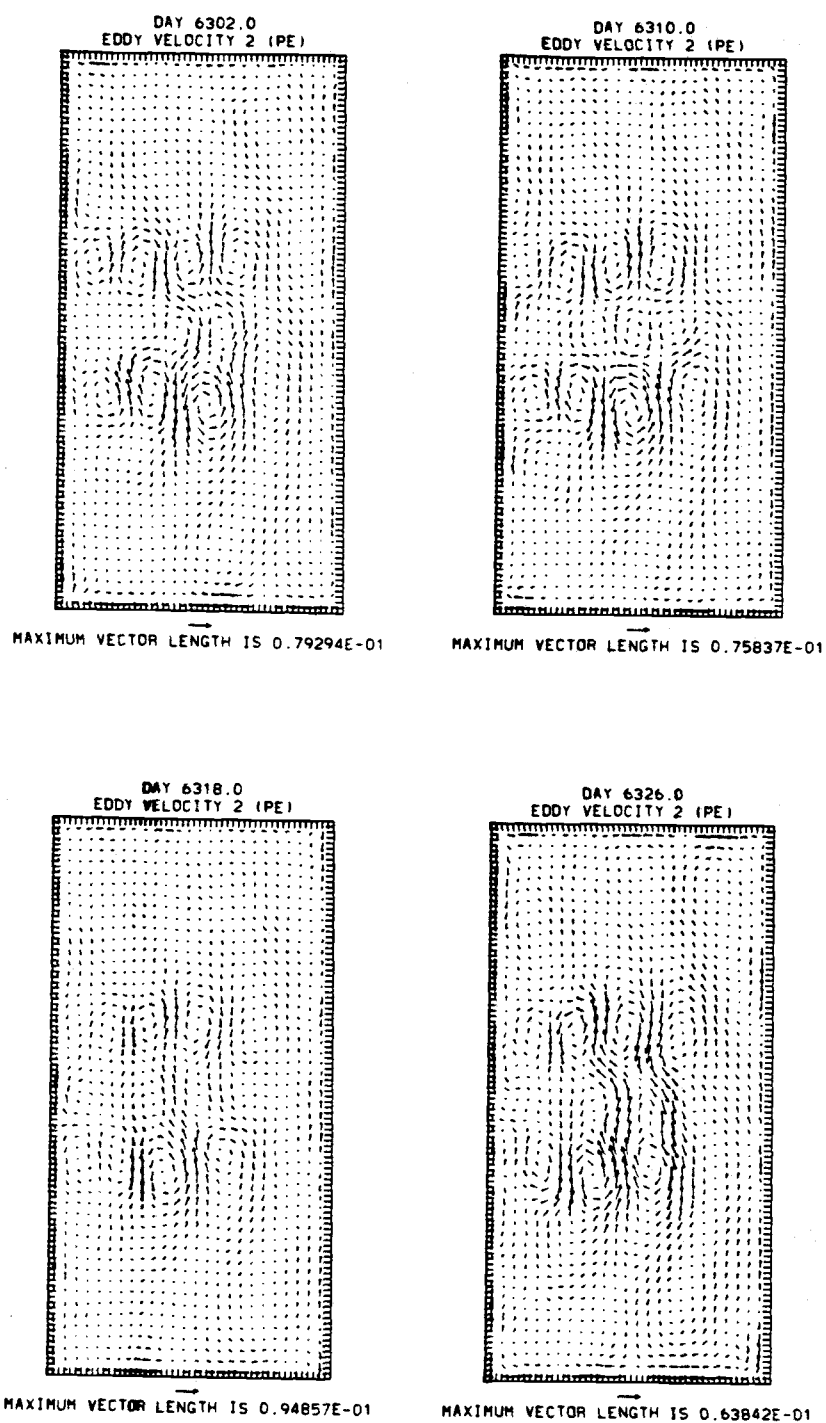 DAY 6302.0
EDDY VELOCITY 2 (PE)
MAXIMUM VECTOR LENGTH IS 0.79294E-01
DAY 6310.0
EDDY VELOCITY 2 (PE)
MAXIMUM VECTOR LENGTH IS 0.75837E-01
DAY 6318.0
EDDY VELOCITY 2 (PE)
MAXIMUM VECTOR LENGTH IS 0.94857E-01
DAY 6326.0
EDDY VELOCITY 2 (PE)
MAXIMUM VECTOR LENGTH IS 0.63842E-01